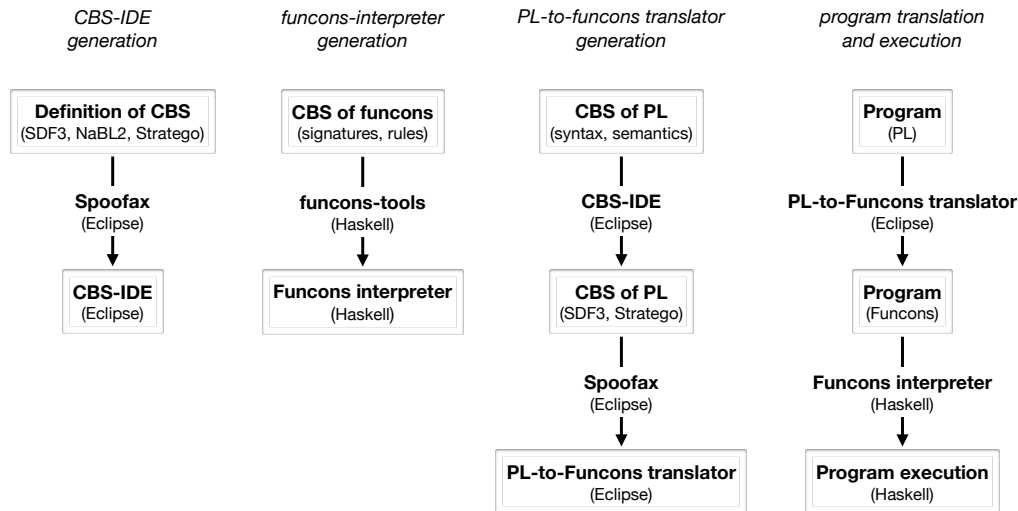 CBS-IDE
generation
Definition of CBS
(SDF3, NaBL2, Stratego)
Spoofax
(Eclipse)
CBS-IDE
(Eclipse)
funcons-interpreter
generation
CBS of funcons
(signatures, rules)
funcons-tools
(Haskell)
Funcons interpreter
(Haskell)
PL-to-funcons translator
generation
CBS of PL
(syntax, semantics)
CBS-IDE
(Eclipse)
CBS of PL
(SDF3, Stratego)
Spoofax
(Eclipse)
PL-to-Funcons translator
(Eclipse)
program translation
and execution
Program
(PL)
PL-to-Funcons translator
(Eclipse)
Program
(Funcons)
Funcons interpreter
(Haskell)
Program execution
(Haskell)